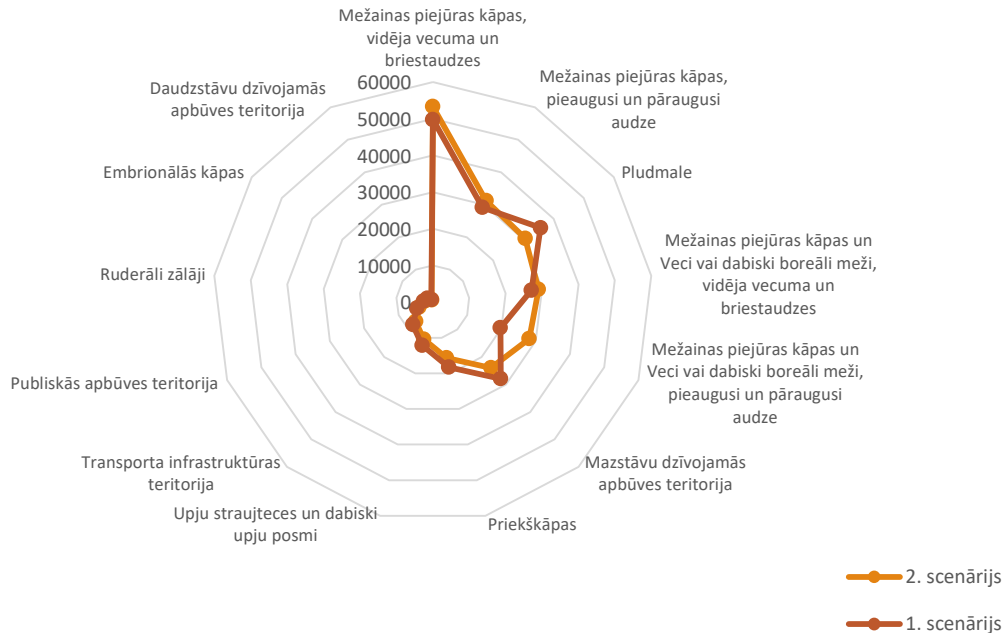 Mežainas piejūras kāpas,
vidēja vecuma un
briestaudzes
Mežainas piejūras kāpas,
pieaugusi un pāraugusi
audze
Pludmale
Mežainas piejūras kāpas un
Veci vai dabiski boreāli meži,
vidēja vecuma un
briestaudzes
Mežainas piejūras kāpas un
Veci vai dabiski boreāli meži,
pieaugusi un pāraugusi
audze
Mazstāvu dzīvojamās
apbūves teritorija
Priekškāpas
Upju straujteces un dabiski
upju posmi
Transporta infrastruktūras
teritorija
Publiskās apbūves teritorija
Ruderāli zālāji
Embrionālās kāpas
Daudzstāvu dzīvojamās
apbūves teritorija
60000
50000
40000
30000
20000
10000
0
2. scenārijs
1. scenārijs